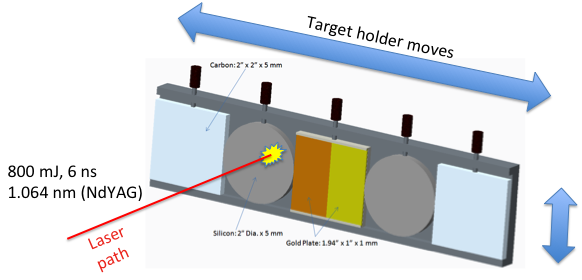 Target holder moves
Carbon: 2" x 2" x 5 mm
800 mJ, 6 ns
1.064 nm (NdYAG)
Laser
path
Silicon: 2" Dia. x 5 mm
Gold Plate: 1.94" x 1" x 1 mm